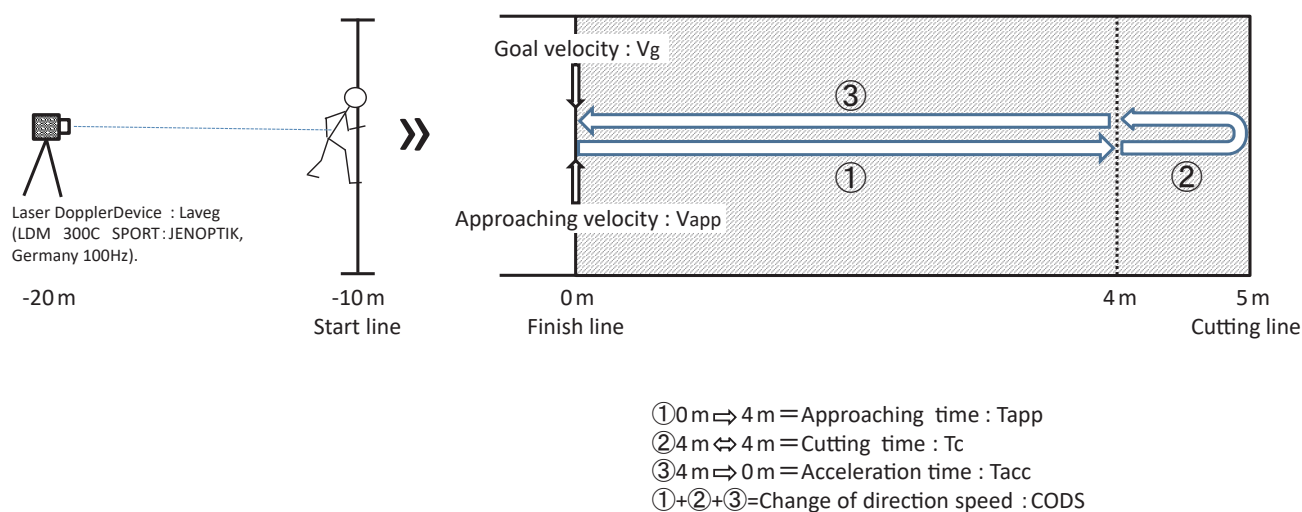 Goal velocity : Vg
③
①
②
Approaching velocity : Vapp
Laser DopplerDevice : Laveg
(LDM 300C SPORT:JENOPTIK,
Germany 100Hz).
-20 m
-10 m
0 m
4 m
5 m
Start line
Finish line
Cutting line
①0 m⇨4 m＝Approaching time : Tapp
②4 m⇔4 m＝Cutting time : Tc
③4 m⇨0 m＝Acceleration time : Tacc
①+②+③=Change of direction speed : CODS